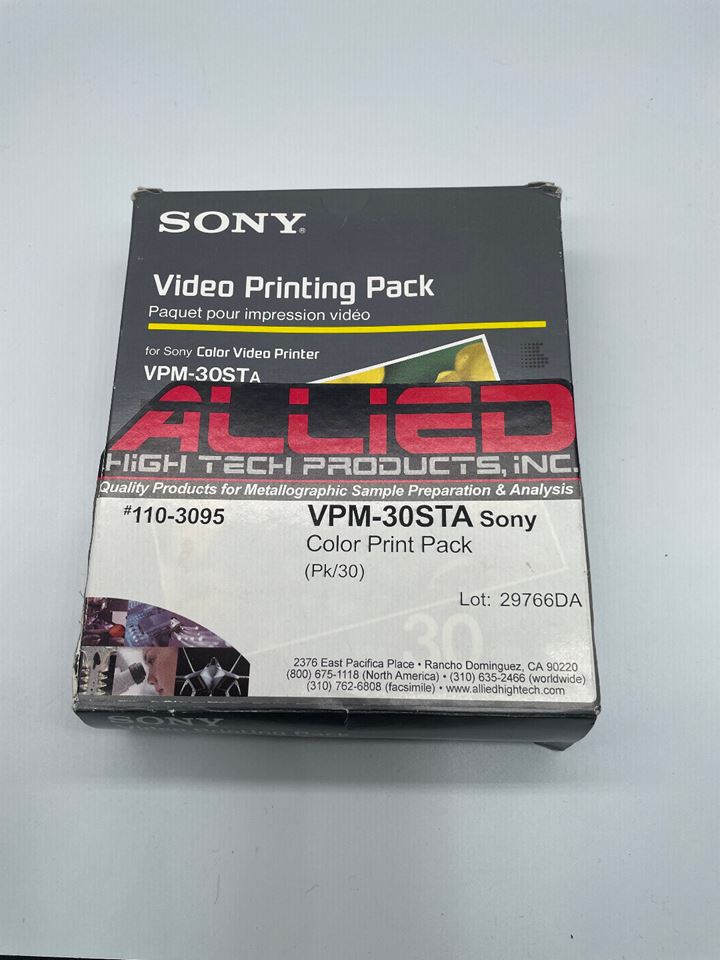 SONY®
Video Printing Pack
Paquet pour impression vidéo
for Sony Color Video Printer
VPM-30STA
ALLIED
HIGH TECH PRODUCTS, INC.
Quality Products for Metallographic Sample Preparation & Analysis
#110-3095
VPM-30STA Sony
Color Print Pack
(Pk/30)
Lot: 29766DA
30
2376 East Pacifica Place • Rancho Dominguez, CA 90220
(800) 675-1118 (North America) • (310) 635-2466 (worldwide)
(310) 762-6808 (facsimile) • www.alliedhightech.com
SONY
Video Printing Pack